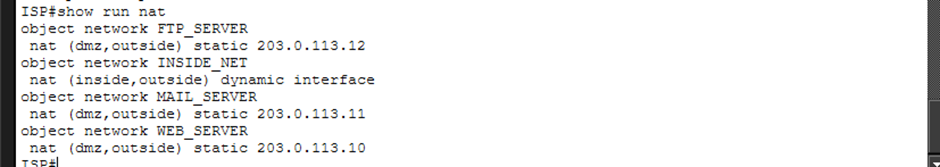 ISP#show run nat
object network FTP_SERVER
 nat (dmz,outside) static 203.0.113.12
object network INSIDE_NET
 nat (inside,outside) dynamic interface
object network MAIL_SERVER
 nat (dmz,outside) static 203.0.113.11
object network WEB_SERVER
 nat (dmz,outside) static 203.0.113.10
ISP#